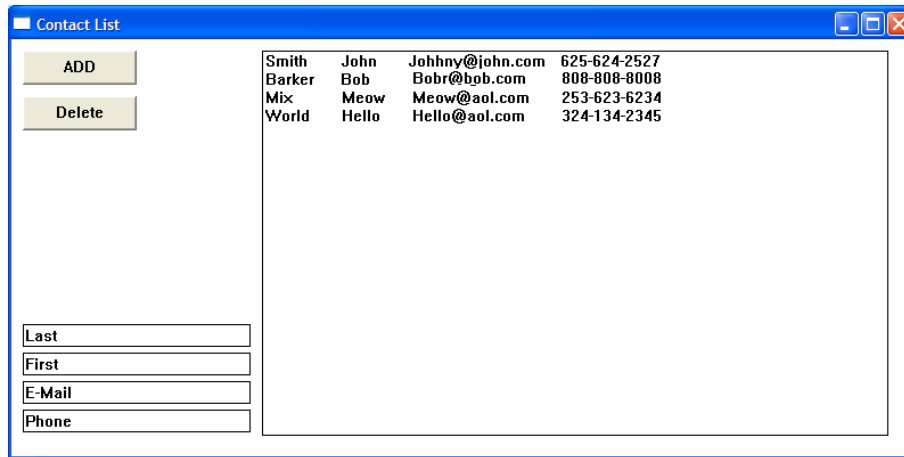 Contact List
ADD
Delete
Smith John Johhny@john.com 625-624-2527
Barker Bob Bobr@bob.com 808-808-8008
Mix Meow Meow@aol.com 253-623-6234
World Hello Hello@aol.com 324-134-2345
Last
First
E-Mail
Phone